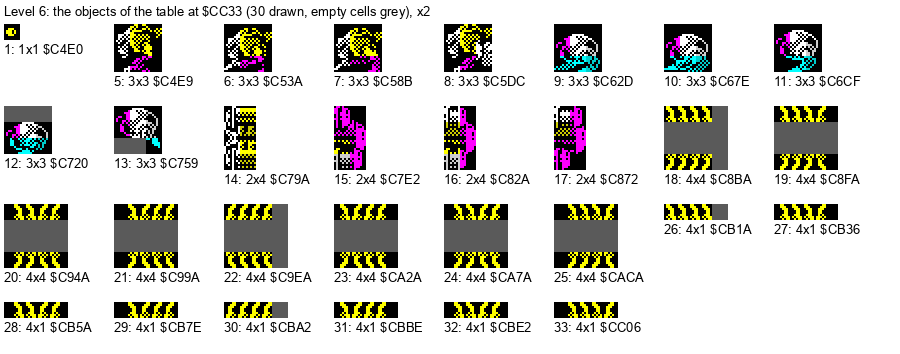 Level 6: the objects of the table at $CC33 (30 drawn, empty cells grey), x2
1: 1x1 $C4E0
5: 3x3 $C4E9
6: 3x3 $C53A
7: 3x3 $C58B
8: 3x3 $C5DC
9: 3x3 $C62D
10: 3x3 $C67E
11: 3x3 $C6CF
12: 3x3 $C720
13: 3x3 $C759
14: 2x4 $C79A
15: 2x4 $C7E2
16: 2x4 $C82A
17: 2x4 $C872
18: 4x4 $C8BA
19: 4x4 $C8FA
20: 4x4 $C94A
21: 4x4 $C99A
22: 4x4 $C9EA
23: 4x4 $CA2A
24: 4x4 $CA7A
25: 4x4 $CACA
26: 4x1 $CB1A
27: 4x1 $CB36
28: 4x1 $CB5A
29: 4x1 $CB7E
30: 4x1 $CBA2
31: 4x1 $CBBE
32: 4x1 $CBE2
33: 4x1 $CC06